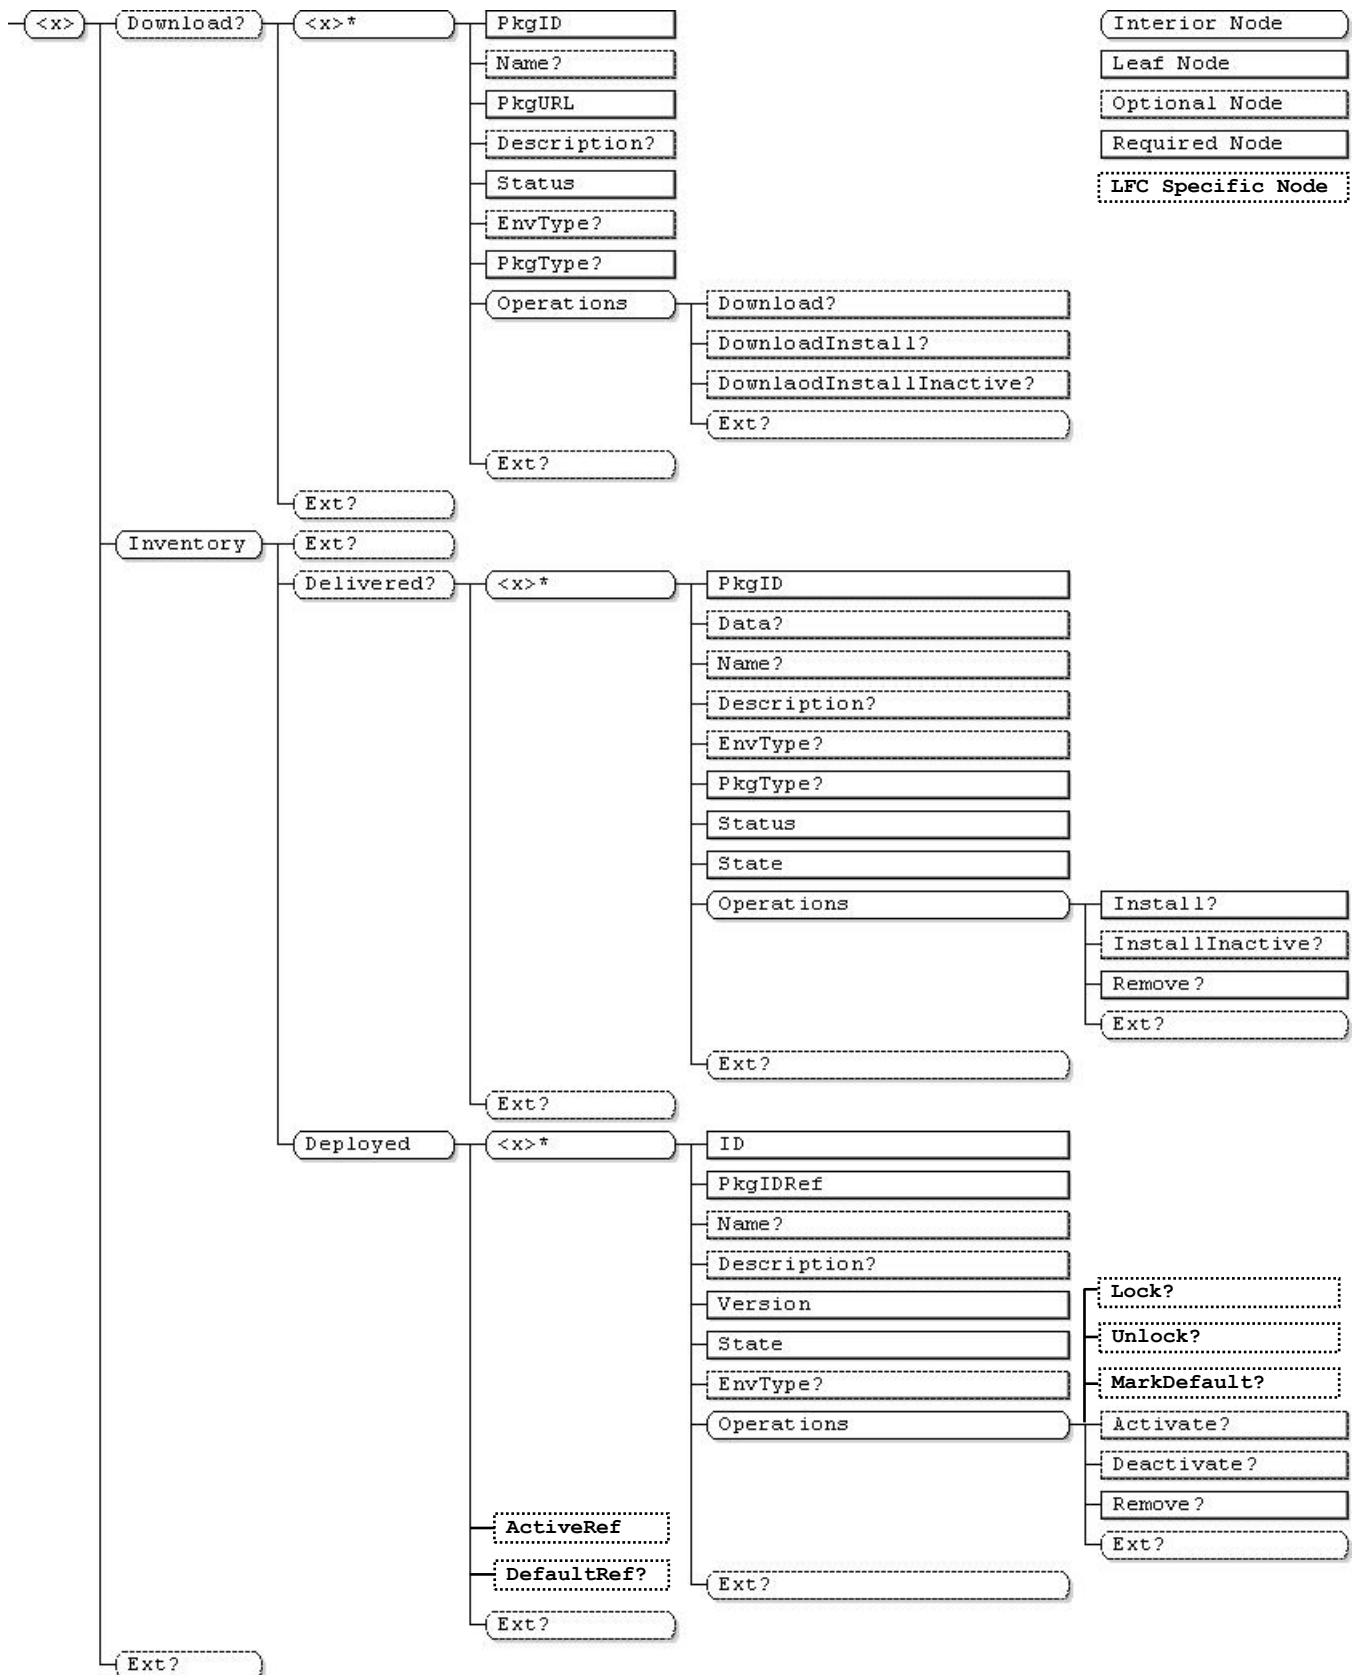 <x> Download? <x>* PkgID Interior Node
Name? Leaf Node
PkgURL Optional Node
Description? Required Node
Status LFC Specific Node
EnvType?
PkgType?
Operations Download?
DownloadInstall?
DownlaodInstallInactive?
Ext?
Ext?
Ext?
Inventory Ext?
Delivered? <x>* PkgID
Data?
Name?
Description?
EnvType?
PkgType?
Status
State
Operations Install?
InstallInactive?
Remove?
Ext?
Ext?
Ext?
Deployed <x>* ID
PkgIDRef
Name?
Description?
Lock?
Version
Unlock?
State
MarkDefault?
EnvType?
Operations Activate?
Deactivate?
Remove?
ActiveRef
Ext?
DefaultRef?
Ext?
Ext?
Ext?